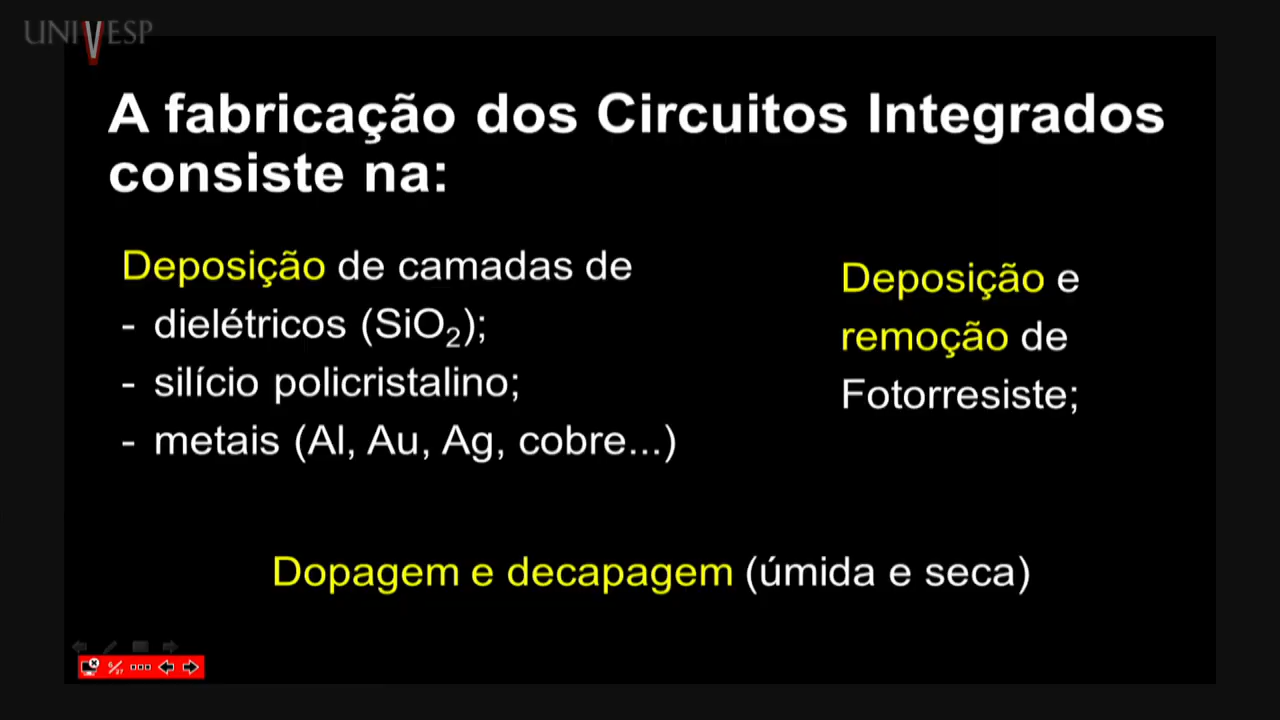 UNIVESP
A fabricação dos Circuitos Integrados
consiste na:
Deposição de camadas de
- dielétricos (SiO₂);
- silício policristalino;
- metais (Al, Au, Ag, cobre...)
Deposição e
remoção de
Fotorresiste;
Dopagem e decapagem (úmida e seca)